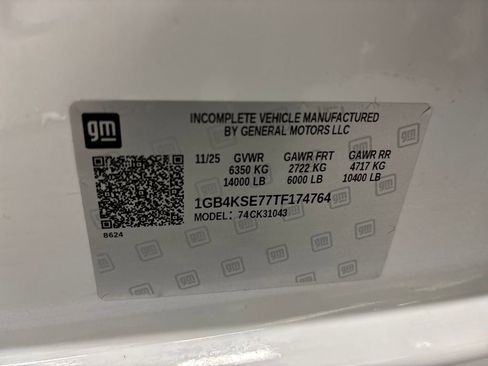 gm
INCOMPLETE VEHICLE MANUFACTURED
BY GENERAL MOTORS LLC
11/25 GVWR GAWR FRT GAWR RR
6350 KG 2722 KG 4717 KG
14000 LB 6000 LB 10400 LB
1GB4KSE77TF174764
MODEL: 74CK31043
8624